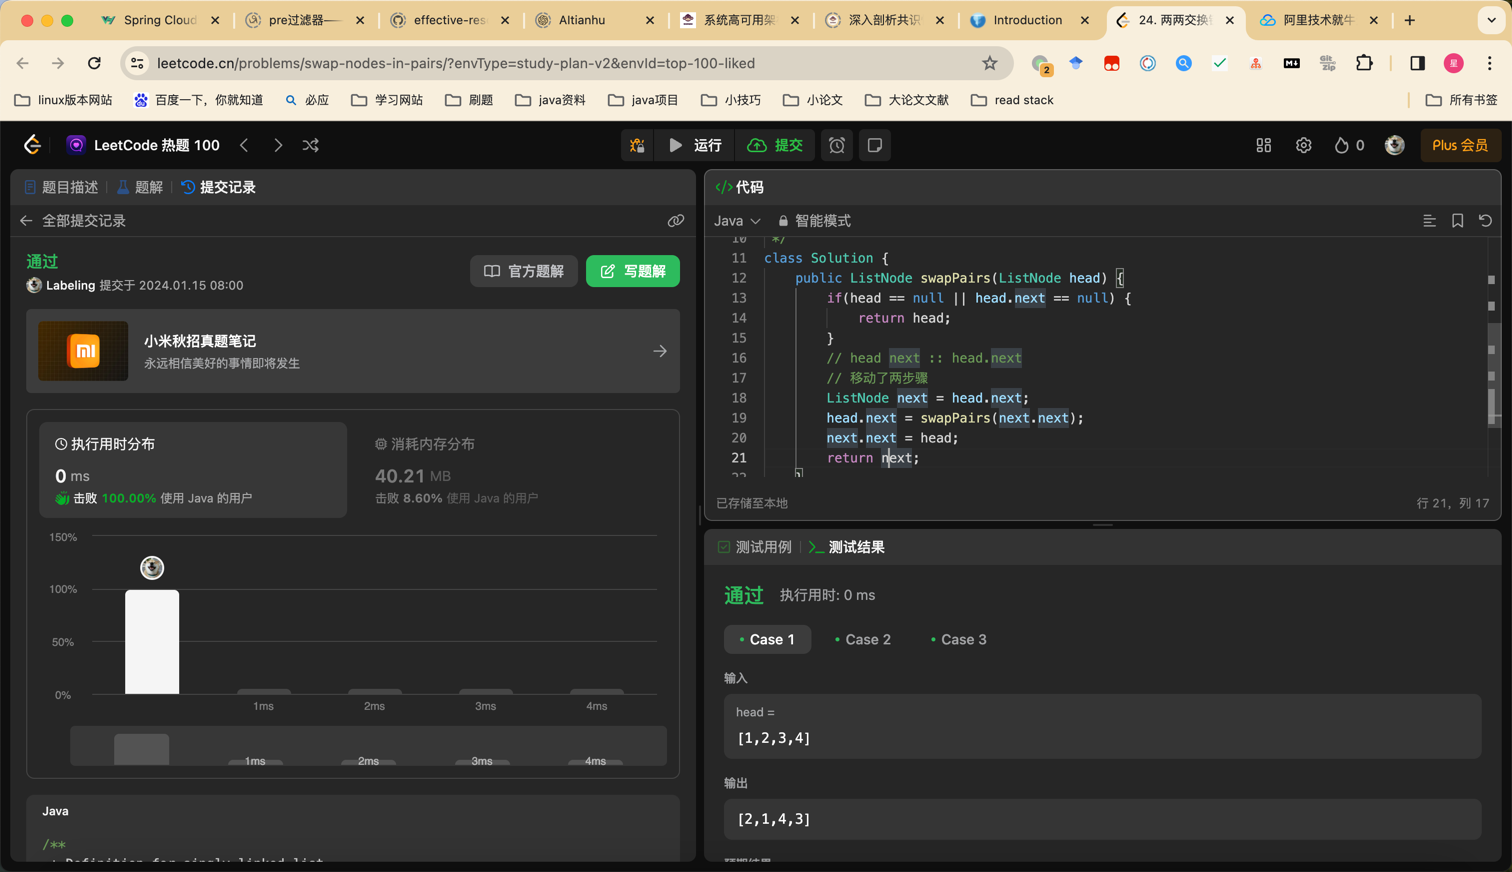 Spring Cloud
pre过滤器——
effective-res
Altianhu
系统高可用架
深入剖析共识
Introduction
24. 两两交换
阿里技术就牛
leetcode.cn/problems/swap-nodes-in-pairs/?envType=study-plan-v2&envId=top-100-liked
2
星
linux版本网站
百度一下，你就知道
必应
学习网站
刷题
java资料
java项目
小技巧
小论文
大论文文献
read stack
所有书签
LeetCode 热题 100
运行
提交
0
Plus 会员
题目描述
题解
提交记录
全部提交记录
通过
Labeling 提交于 2024.01.15 08:00
官方题解
写题解
小米秋招真题笔记
永远相信美好的事情即将发生
执行用时分布
0 ms
击败 100.00% 使用 Java 的用户
消耗内存分布
40.21 MB
击败 8.60% 使用 Java 的用户
150%
100%
50%
0%
1ms 2ms 3ms 4ms
1ms 2ms 3ms 4ms
Java
/**
代码
Java
智能模式
10 */
11 class Solution {
12 public ListNode swapPairs(ListNode head) {
13 if(head == null || head.next == null) {
14 return head;
15 }
16 // head next :: head.next
17 // 移动了两步骤
18 ListNode next = head.next;
19 head.next = swapPairs(next.next);
20 next.next = head;
21 return next;
22 }
已存储至本地
行 21，列 17
测试用例
测试结果
通过 执行用时: 0 ms
Case 1
Case 2
Case 3
输入
head =
[1,2,3,4]
输出
[2,1,4,3]